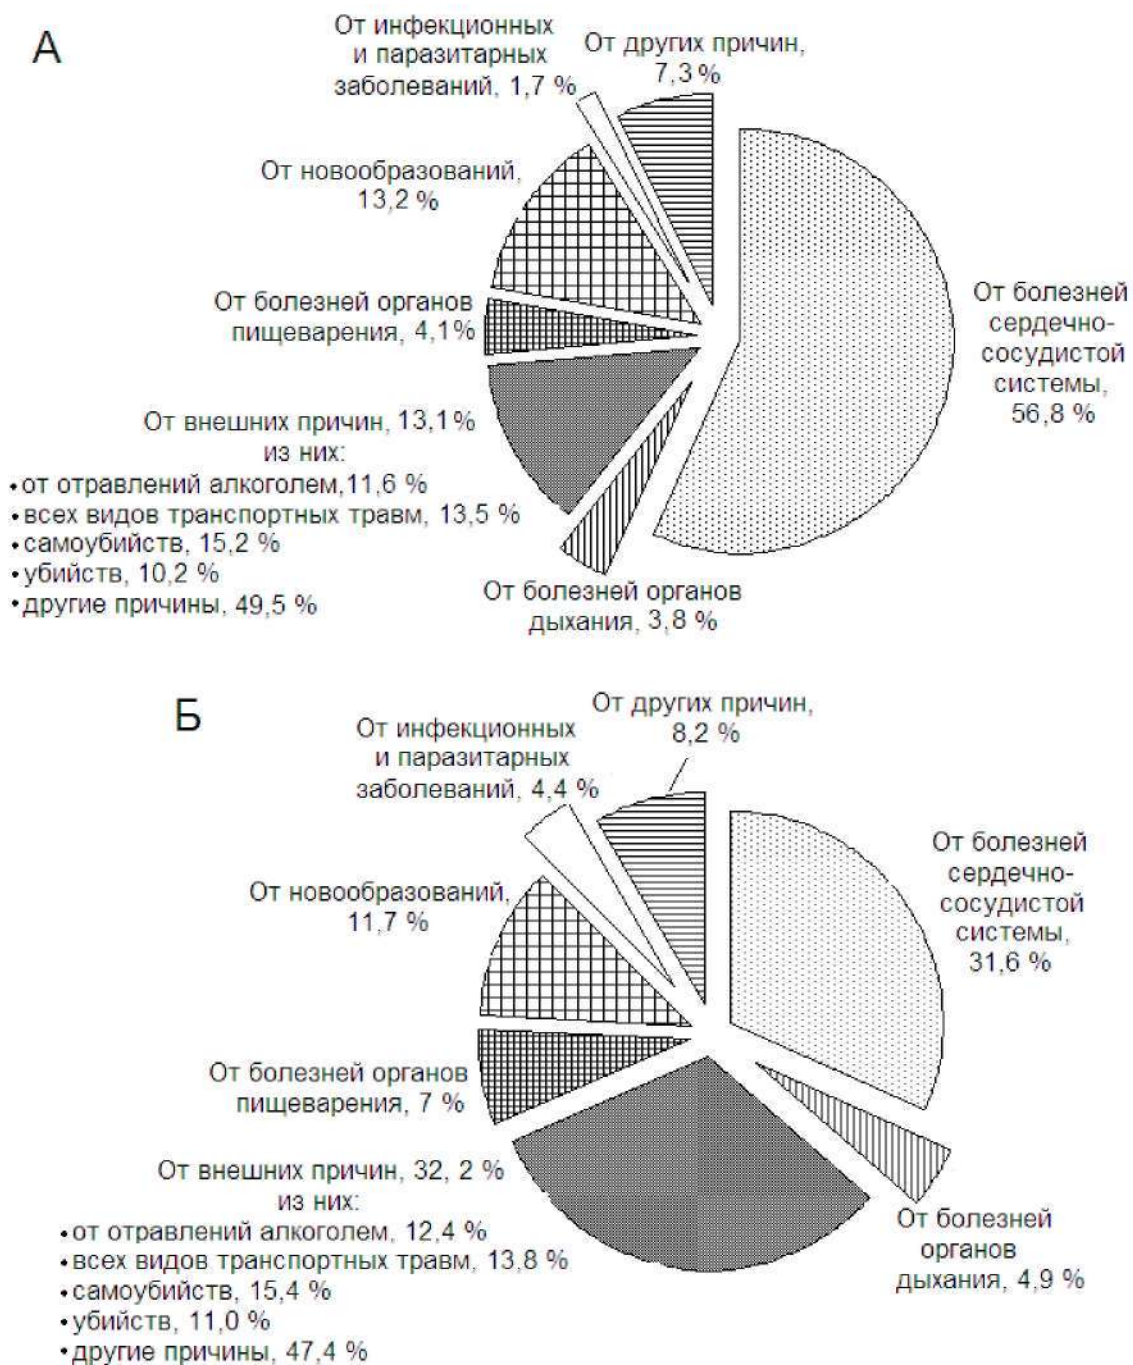 А
От инфекционных
и паразитарных
заболеваний, 1,7 %
От других причин,
7,3 %
От новообразований,
13,2 %
От болезней органов
пищеварения, 4,1%
От болезней
сердечно-
сосудистой
системы,
56,8 %
От внешних причин, 13,1%
из них:
• от отравлений алкоголем,11,6 %
• всех видов транспортных травм, 13,5 %
• самоубийств, 15,2 %
• убийств, 10,2 %
• другие причины, 49,5 %
От болезней органов
дыхания, 3,8 %
Б
От инфекционных
и паразитарных
заболеваний, 4,4 %
От других причин,
8,2 %
От новообразований,
11,7 %
От болезней
сердечно-
сосудистой
системы,
31,6 %
От болезней органов
пищеварения, 7 %
От внешних причин, 32, 2 %
из них:
• от отравлений алкоголем, 12,4 %
• всех видов транспортных травм, 13,8 %
• самоубийств, 15,4 %
• убийств, 11,0 %
• другие причины, 47,4 %
От болезней
органов
дыхания, 4,9 %